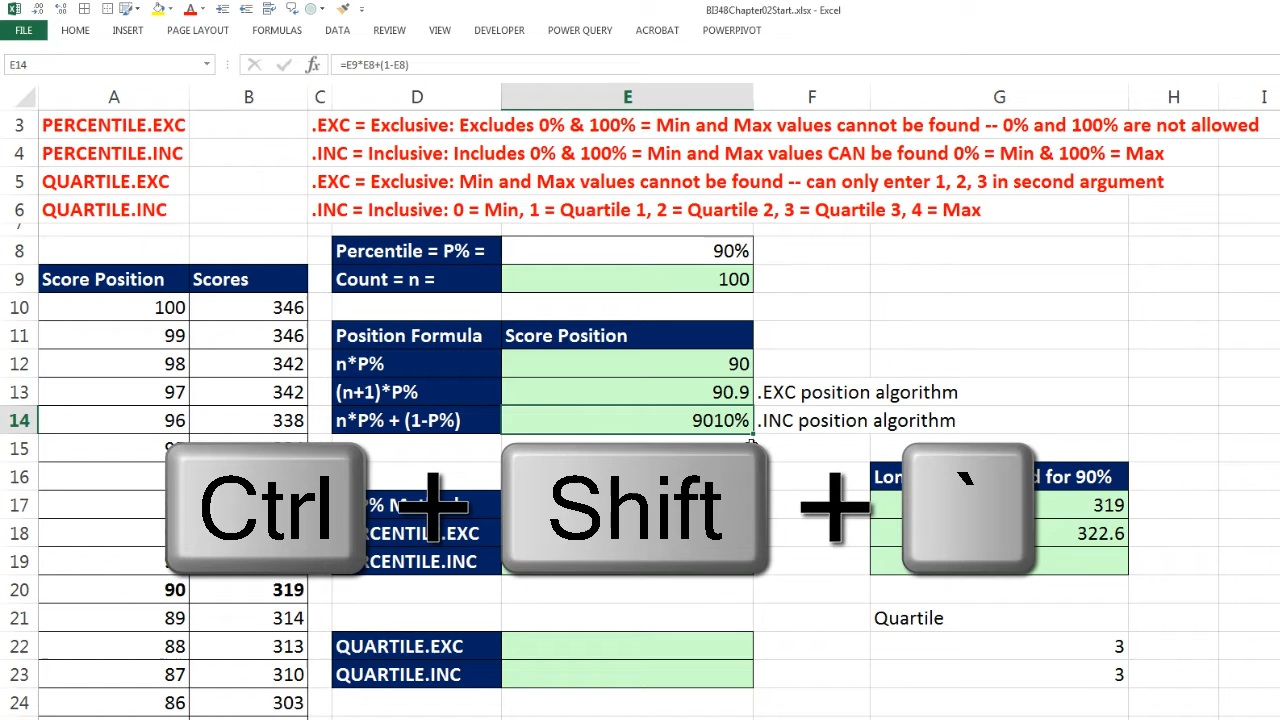 BI348Chapter02Start..xlsx - Excel
FILE HOME INSERT PAGE LAYOUT FORMULAS DATA REVIEW VIEW DEVELOPER POWER QUERY ACROBAT POWERPIVOT
E14 fx =E9*E8+(1-E8)
A B C D E F G H I
3 PERCENTILE.EXC .EXC = Exclusive: Excludes 0% & 100% = Min and Max values cannot be found -- 0% and 100% are not allowed
4 PERCENTILE.INC .INC = Inclusive: Includes 0% & 100% = Min and Max values CAN be found 0% = Min & 100% = Max
5 QUARTILE.EXC .EXC = Exclusive: Min and Max values cannot be found -- can only enter 1, 2, 3 in second argument
6 QUARTILE.INC .INC = Inclusive: 0 = Min, 1 = Quartile 1, 2 = Quartile 2, 3 = Quartile 3, 4 = Max
7
8 Percentile = P% = 90%
9 Score Position Scores Count = n = 100
10 100 346
11 99 346 Position Formula Score Position
12 98 342 n*P% 90
13 97 342 (n+1)*P% 90.9 .EXC position algorithm
14 96 338 n*P% + (1-P%) 9010% .INC position algorithm
15
16 d for 90%
17 319
18 .EXC 322.6
19 RCENTILE.INC
Ctrl + Shift + `
20 90 319
21 89 314 Quartile
22 88 313 QUARTILE.EXC 3
23 87 310 QUARTILE.INC 3
24 86 303